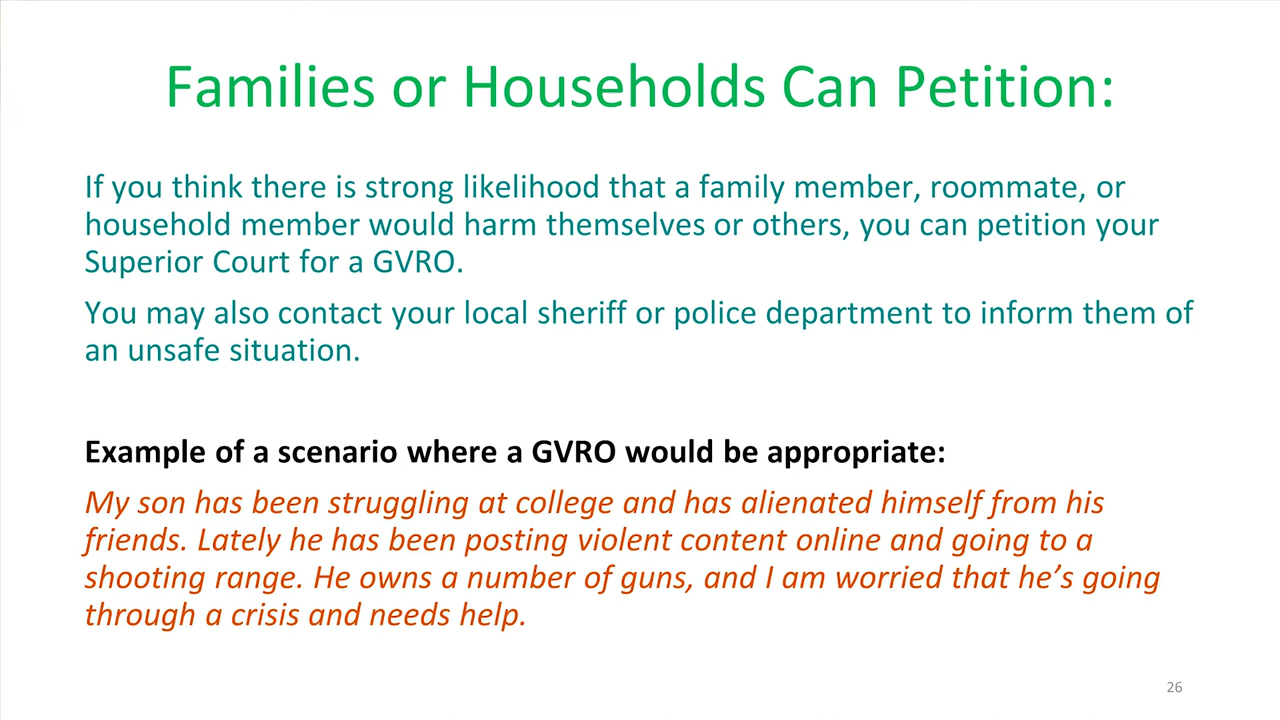 Families or Households Can Petition:
If you think there is strong likelihood that a family member, roommate, or
household member would harm themselves or others, you can petition your
Superior Court for a GVRO.
You may also contact your local sheriff or police department to inform them of
an unsafe situation.
Example of a scenario where a GVRO would be appropriate:
My son has been struggling at college and has alienated himself from his
friends. Lately he has been posting violent content online and going to a
shooting range. He owns a number of guns, and I am worried that he’s going
through a crisis and needs help.
26